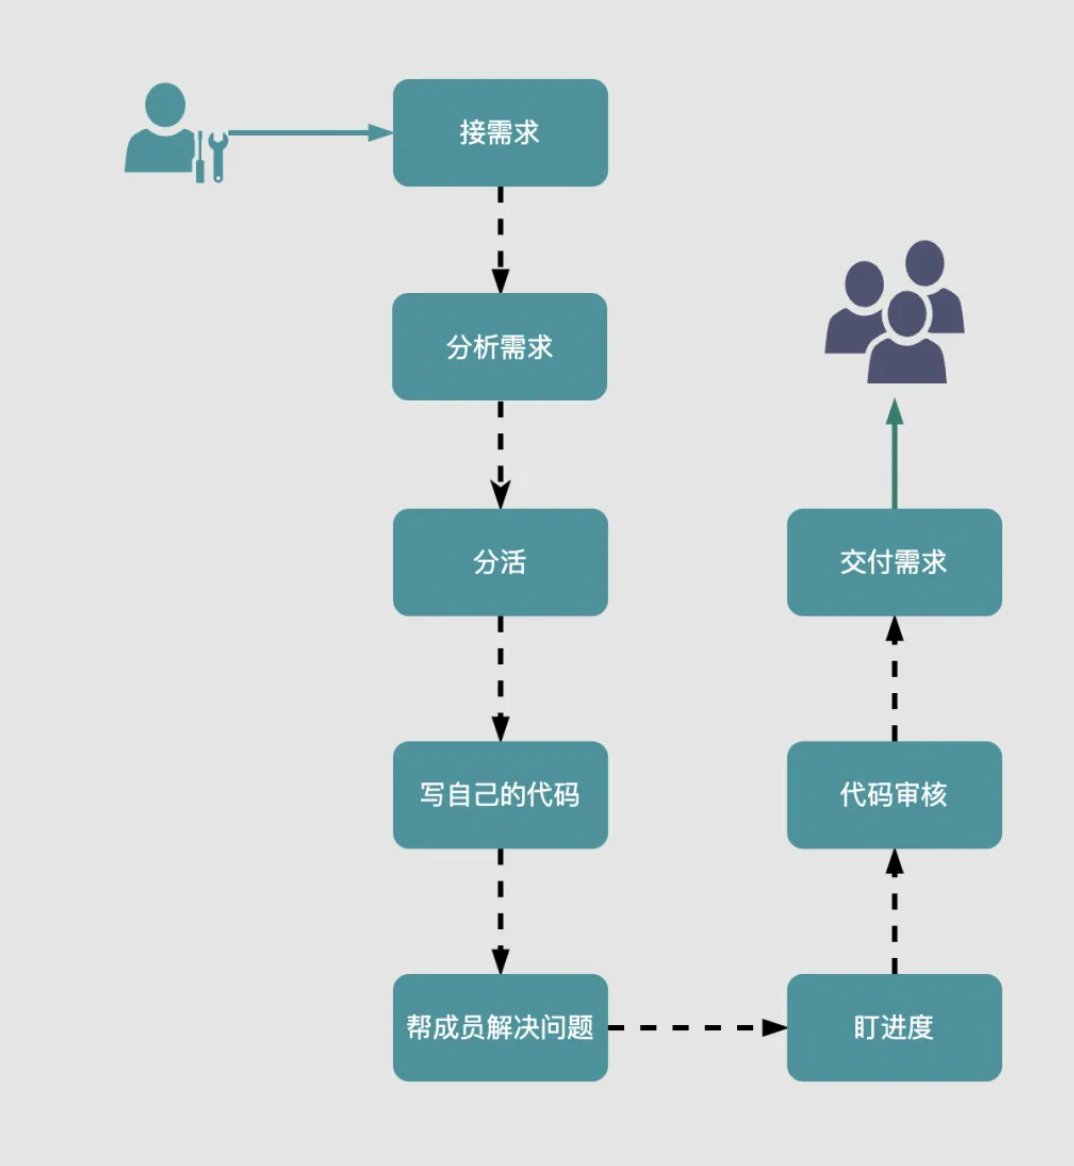 接需求
分析需求
分活
写自己的代码
帮成员解决问题
盯进度
代码审核
交付需求